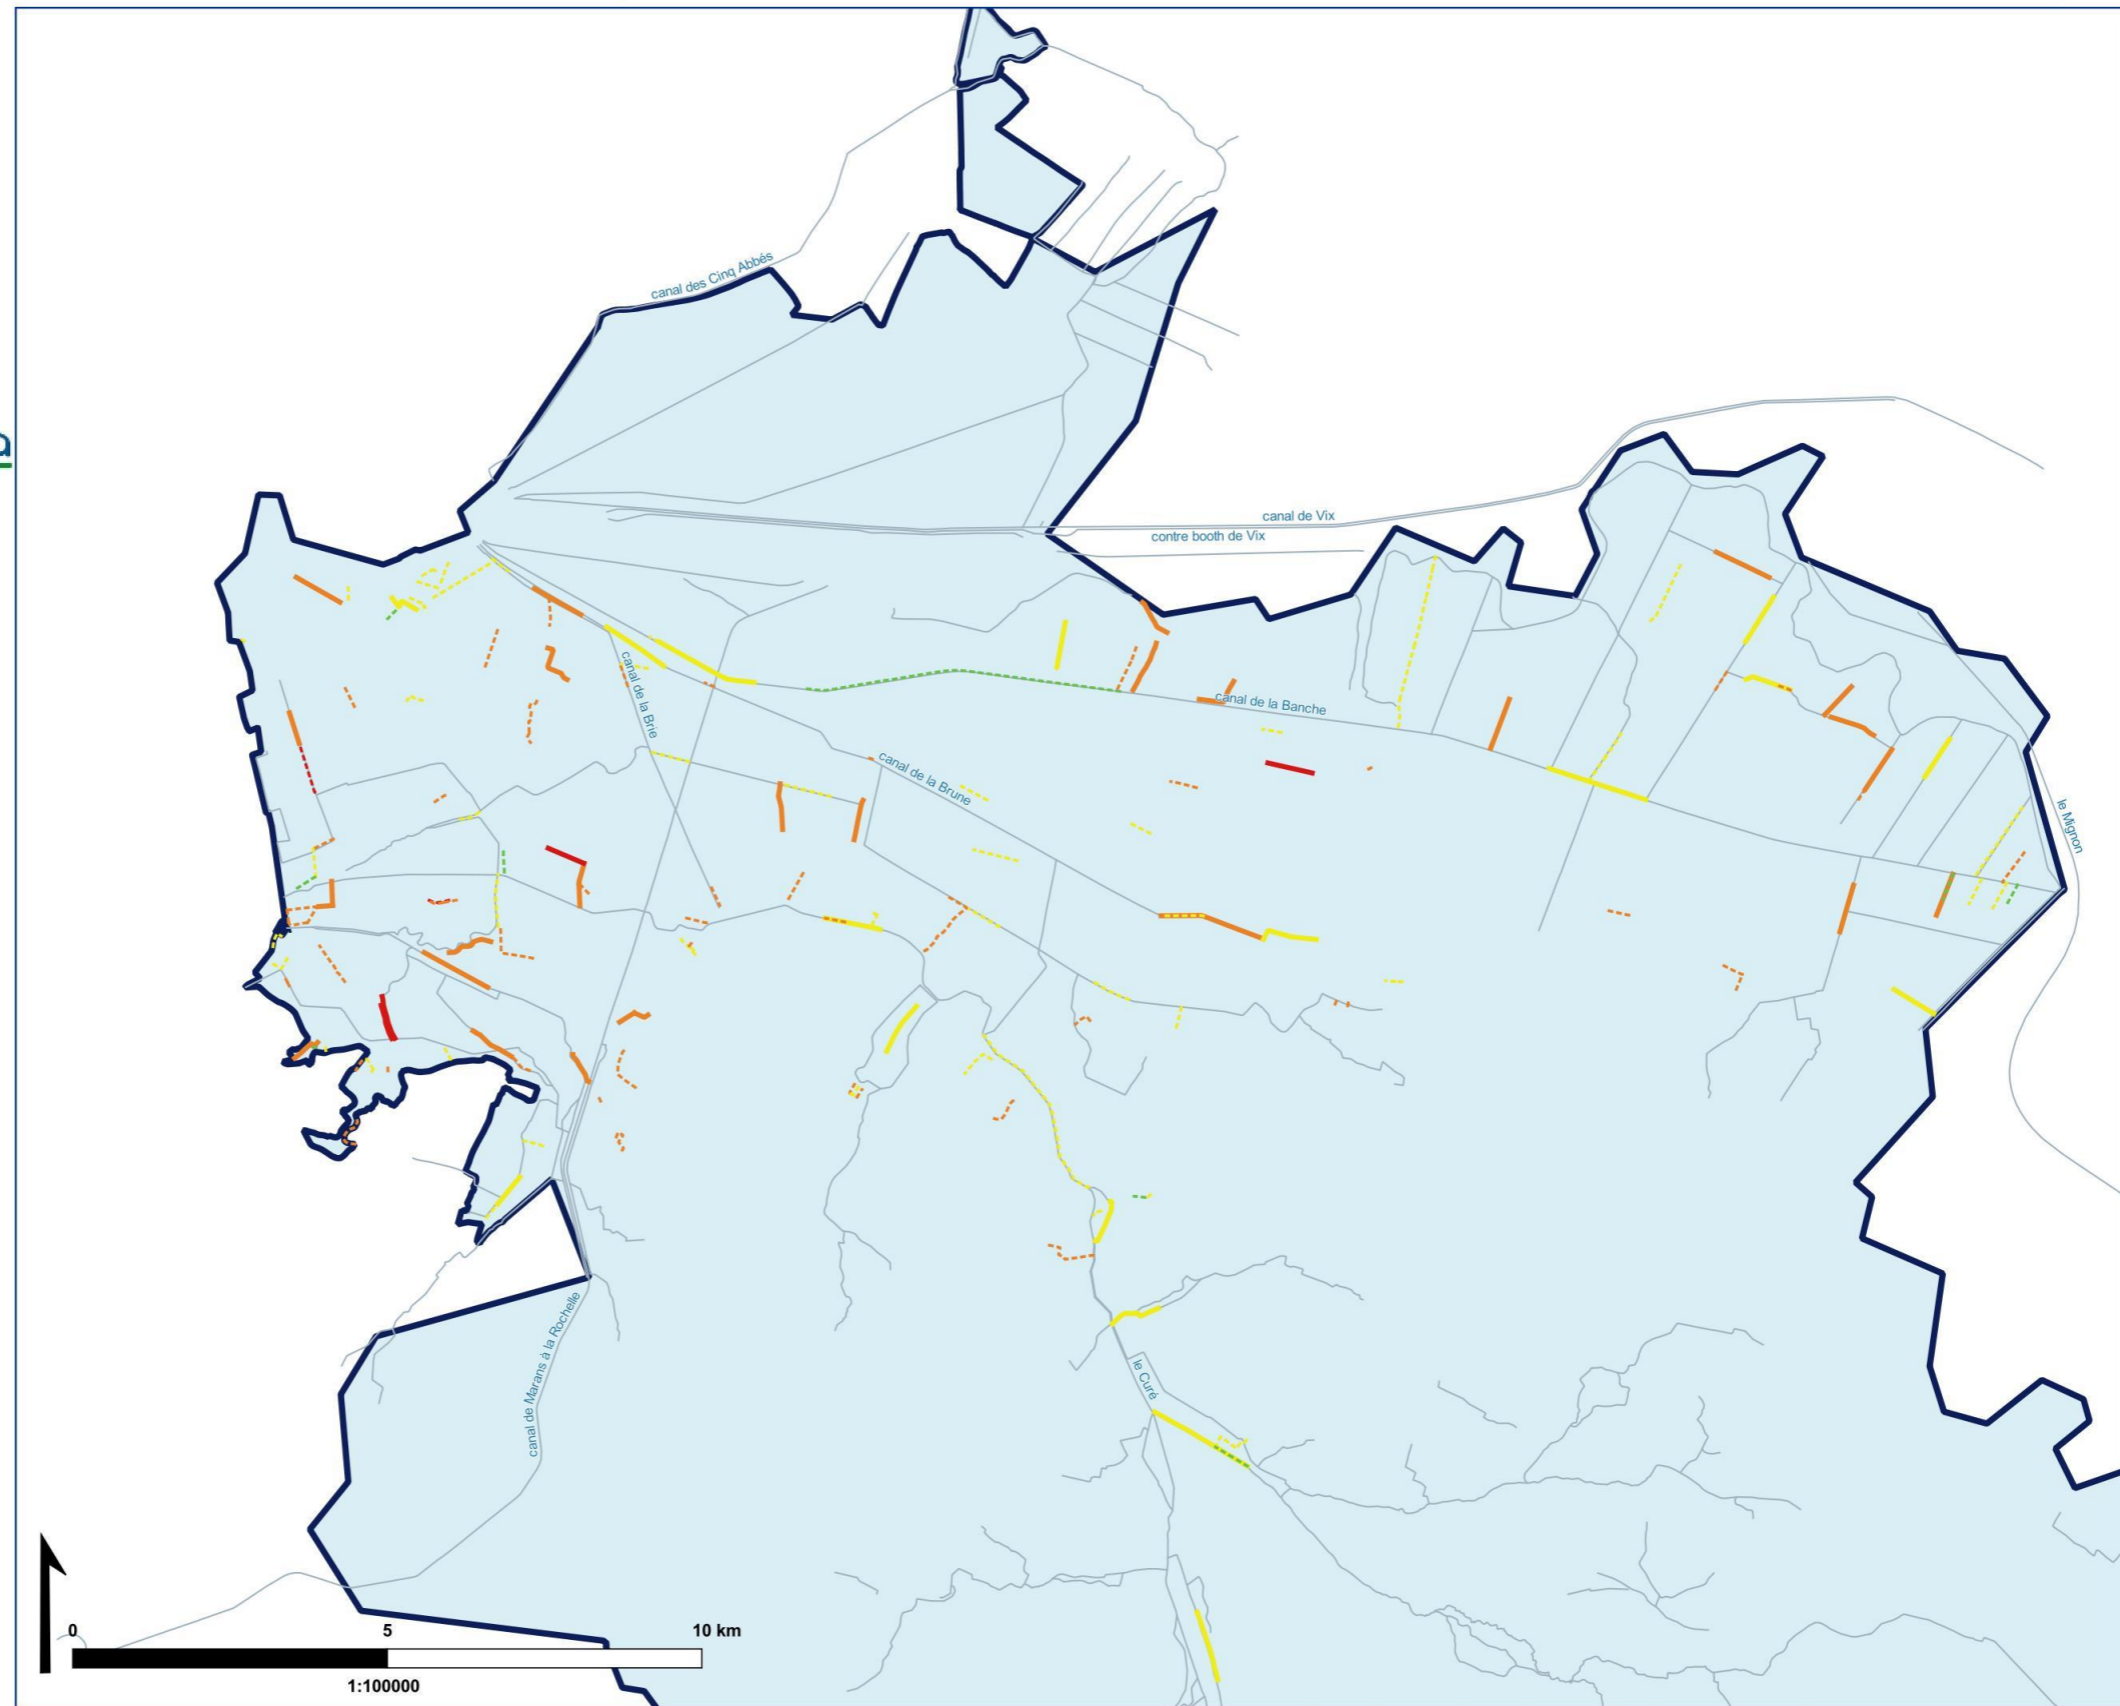 canal des Cinq Abbés
canal de Vix
contre booth de Vix
canal de la Brie
canal de la Banche
canal de la Brune
le Mignon
canal de Marans à la Rochelle
le Curé
0 5 10 km
1:100000